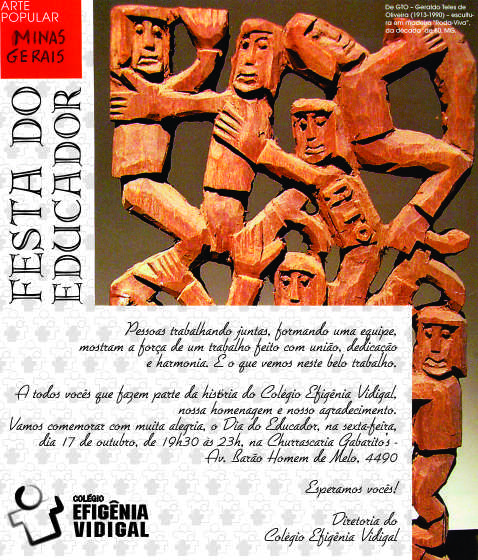 ARTE
POPULAR
MINAS
GERAIS
De GTO - Geraldo Teles de
Oliveira (1913-1990) - escultu-
ra em madeira "Roda-Viva",
da década de 80, MG.
FESTA DO
EDUCADOR
GTO
Pessoas trabalhando juntas, formando uma equipe,
mostram a força de um trabalho feito com união, dedicação
e harmonia. É o que vemos neste belo trabalho.
A todos vocês que fazem parte da história do Colégio Efigênia Vidigal,
nossa homenagem e nosso agradecimento.
Vamos comemorar com muita alegria, o Dia do Educador, na sexta-feira,
dia 17 de outubro, de 19h30 às 23h, na Churrascaria Gabarito's -
Av. Barão Homem de Melo, 4490
Esperamos vocês!
Diretoria do
Colégio Efigênia Vidigal
COLÉGIO
EFIGÊNIA
VIDIGAL